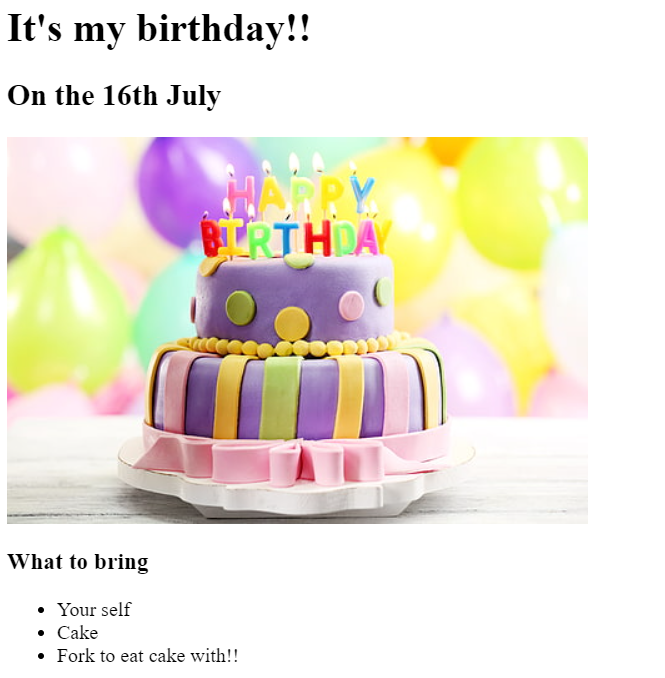 It's my birthday!!
On the 16th July
HAPPY
BIRTHDAY
What to bring
Your self
Cake
Fork to eat cake with!!